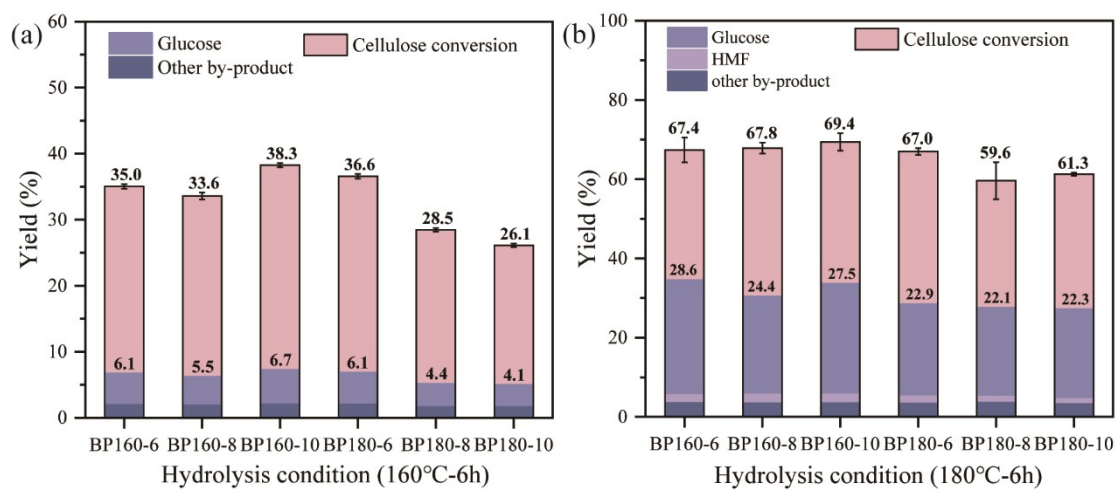 (a)
60
50
40
30
20
10
0
Yield (%)
Glucose
Other by-product
Cellulose conversion
35.0
33.6
38.3
36.6
28.5
26.1
6.1
5.5
6.7
6.1
4.4
4.1
BP160-6 BP160-8 BP160-10 BP180-6 BP180-8 BP180-10
Hydrolysis condition (160°C-6h)
(b)
100
80
60
40
20
0
Yield (%)
Glucose
HMF
other by-product
Cellulose conversion
67.4
67.8
69.4
67.0
59.6
61.3
28.6
24.4
27.5
22.9
22.1
22.3
BP160-6 BP160-8 BP160-10 BP180-6 BP180-8 BP180-10
Hydrolysis condition (180°C-6h)